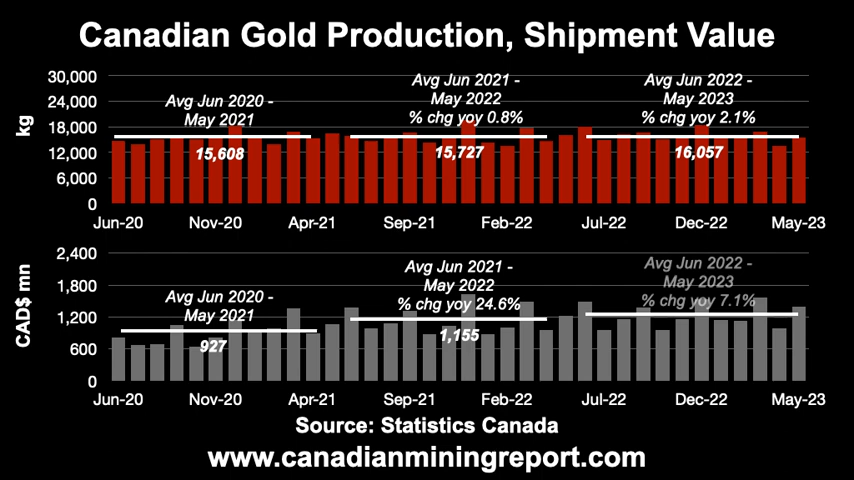 Canadian Gold Production, Shipment Value
30,000
24,000
18,000
12,000
6,000
0
kg
Avg Jun 2020 -
May 2021
15,608
Avg Jun 2021 -
May 2022
% chg yoy 0.8%
15,727
Avg Jun 2022 -
May 2023
% chg yoy 2.1%
16,057
Jun-20 Nov-20 Apr-21 Sep-21 Feb-22 Jul-22 Dec-22 May-23
2,400
1,800
1,200
600
0
CAD$ mn
Avg Jun 2020 -
May 2021
927
Avg Jun 2021 -
May 2022
% chg yoy 24.6%
1,155
Avg Jun 2022 -
May 2023
% chg yoy 7.1%
Jun-20 Nov-20 Apr-21 Sep-21 Feb-22 Jul-22 Dec-22 May-23
Source: Statistics Canada
www.canadianminingreport.com